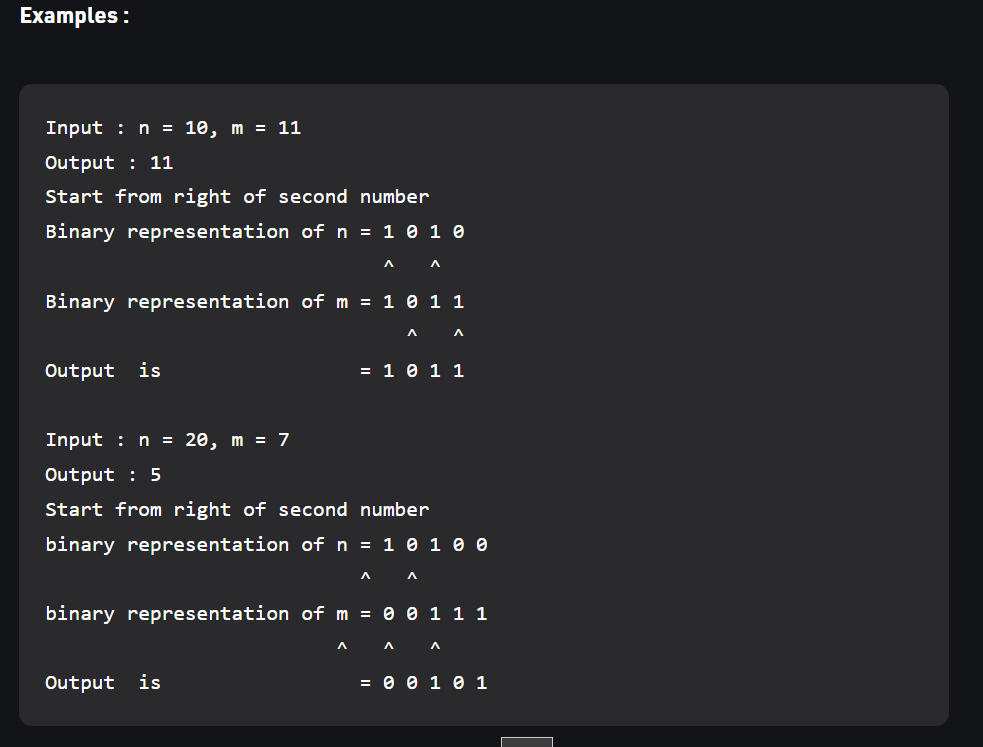 Examples :
Input : n = 10, m = 11
Output : 11
Start from right of second number
Binary representation of n = 1 0 1 0
^ ^
Binary representation of m = 1 0 1 1
^ ^
Output is = 1 0 1 1
Input : n = 20, m = 7
Output : 5
Start from right of second number
binary representation of n = 1 0 1 0 0
^ ^
binary representation of m = 0 0 1 1 1
^ ^ ^
Output is = 0 0 1 0 1